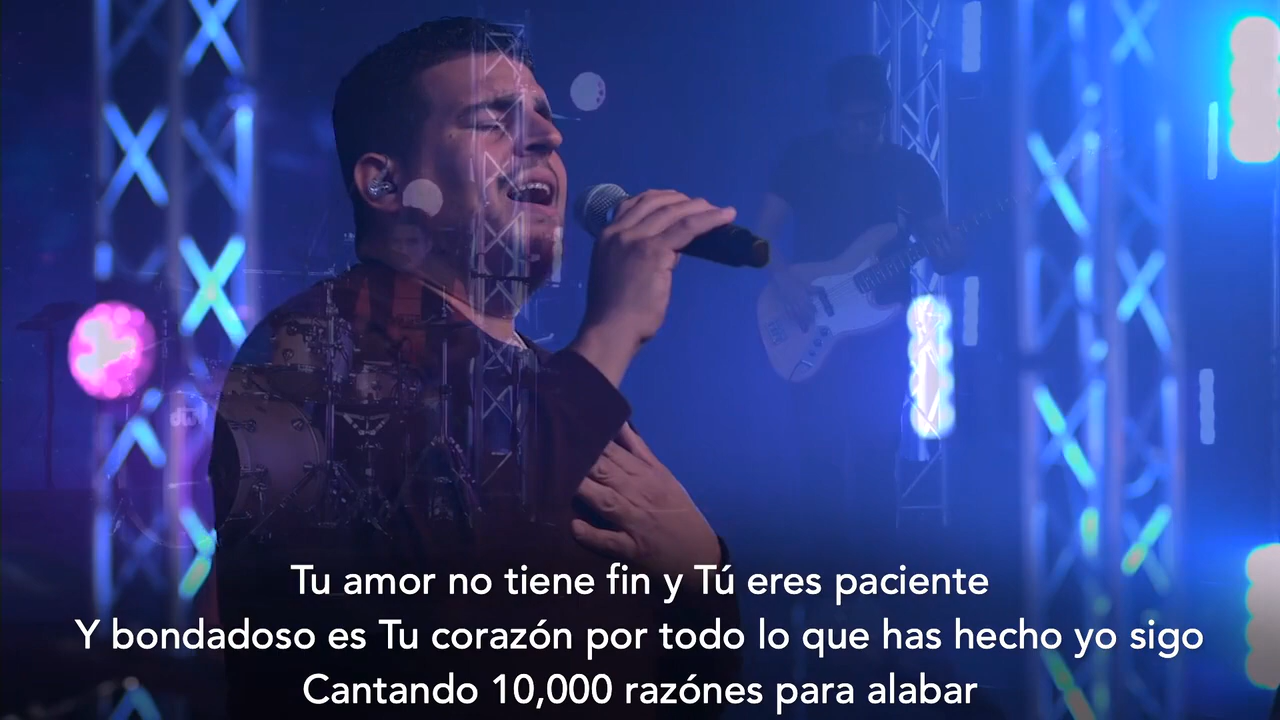 Tu amor no tiene fin y Tú eres paciente
Y bondadoso es Tu corazón por todo lo que has hecho yo sigo
Cantando 10,000 razónes para alabar